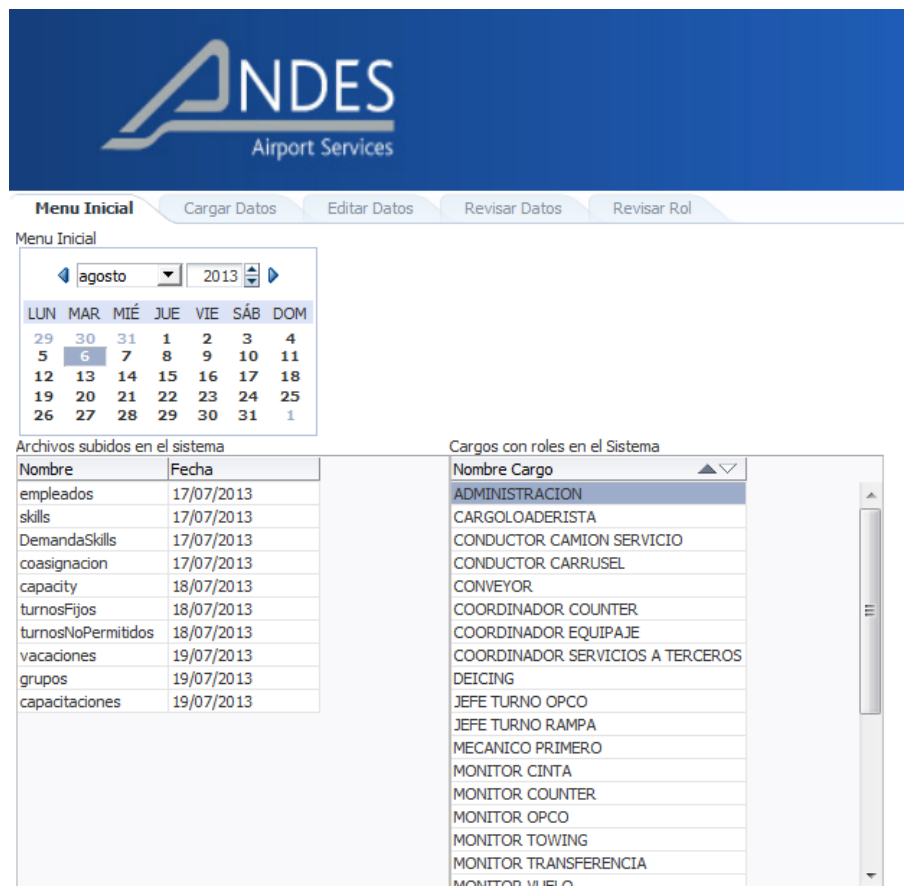 ANDES
Airport Services
Menu Inicial Cargar Datos Editar Datos Revisar Datos Revisar Rol
Menu Inicial
agosto 2013
LUN MAR MIÉ JUE VIE SÁB DOM
29 30 31 1 2 3 4
5 6 7 8 9 10 11
12 13 14 15 16 17 18
19 20 21 22 23 24 25
26 27 28 29 30 31 1
Archivos subidos en el sistema
Nombre Fecha
empleados 17/07/2013
skills 17/07/2013
DemandaSkills 17/07/2013
coasignacion 17/07/2013
capacity 18/07/2013
turnosFijos 18/07/2013
turnosNoPermitidos 18/07/2013
vacaciones 19/07/2013
grupos 19/07/2013
capacitaciones 19/07/2013
Cargos con roles en el Sistema
Nombre Cargo
ADMINISTRACION
CARGOLOADERISTA
CONDUCTOR CAMION SERVICIO
CONDUCTOR CARRUSEL
CONVEYOR
COORDINADOR COUNTER
COORDINADOR EQUIPAJE
COORDINADOR SERVICIOS A TERCEROS
DEICING
JEFE TURNO OPCO
JEFE TURNO RAMPA
MECANICO PRIMERO
MONITOR CINTA
MONITOR COUNTER
MONITOR OPCO
MONITOR TOWING
MONITOR TRANSFERENCIA
MONITOR VUELO